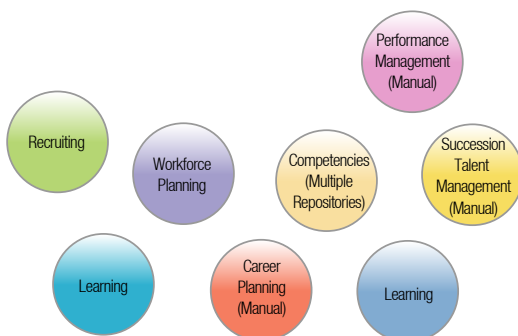 Performance
Management
(Manual)
Recruiting
Workforce
Planning
Competencies
(Multiple
Repositories)
Succession
Talent
Management
(Manual)
Learning
Career
Planning
(Manual)
Learning